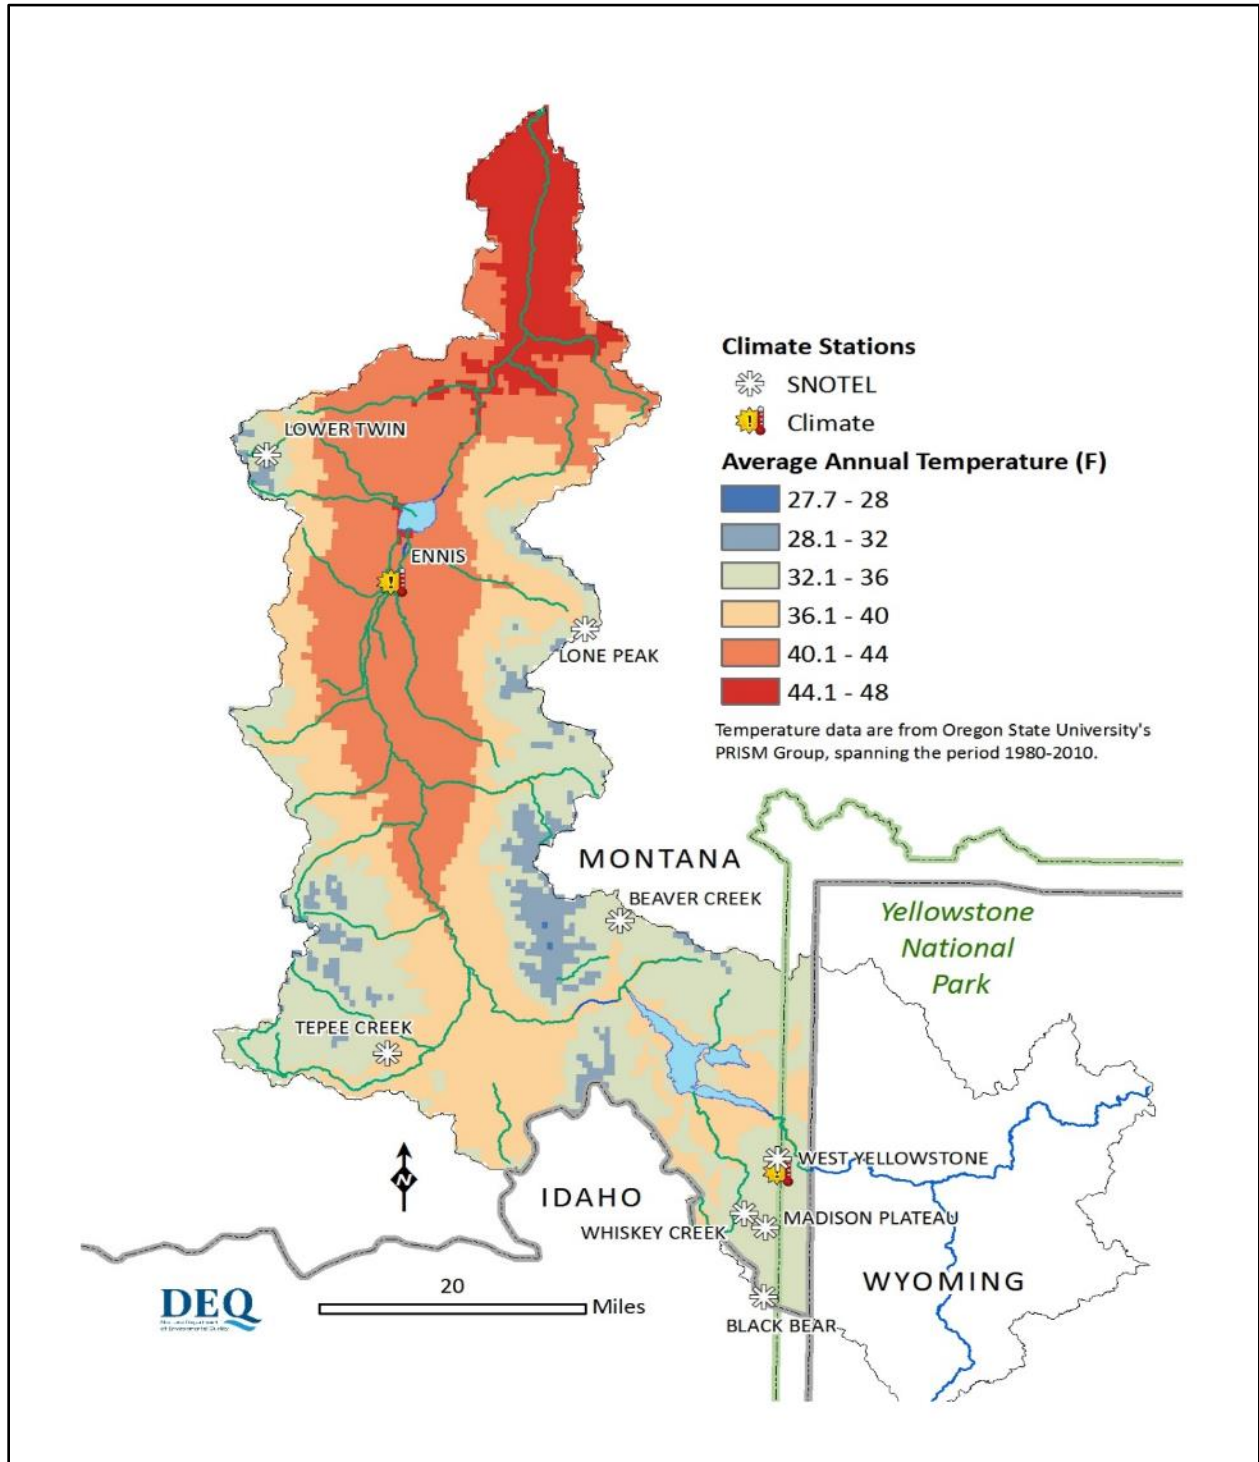 Climate Stations
SNOTEL
Climate
Average Annual Temperature (F)
27.7 - 28
28.1 - 32
32.1 - 36
36.1 - 40
40.1 - 44
44.1 - 48
Temperature data are from Oregon State University's
PRISM Group, spanning the period 1980-2010.
LOWER TWIN
ENNIS
LONE PEAK
MONTANA
BEAVER CREEK
Yellowstone
National
Park
TEPEE CREEK
N
WEST YELLOWSTONE
IDAHO
MADISON PLATEAU
WHISKEY CREEK
WYOMING
BLACK BEAR
20
Miles
DEQ